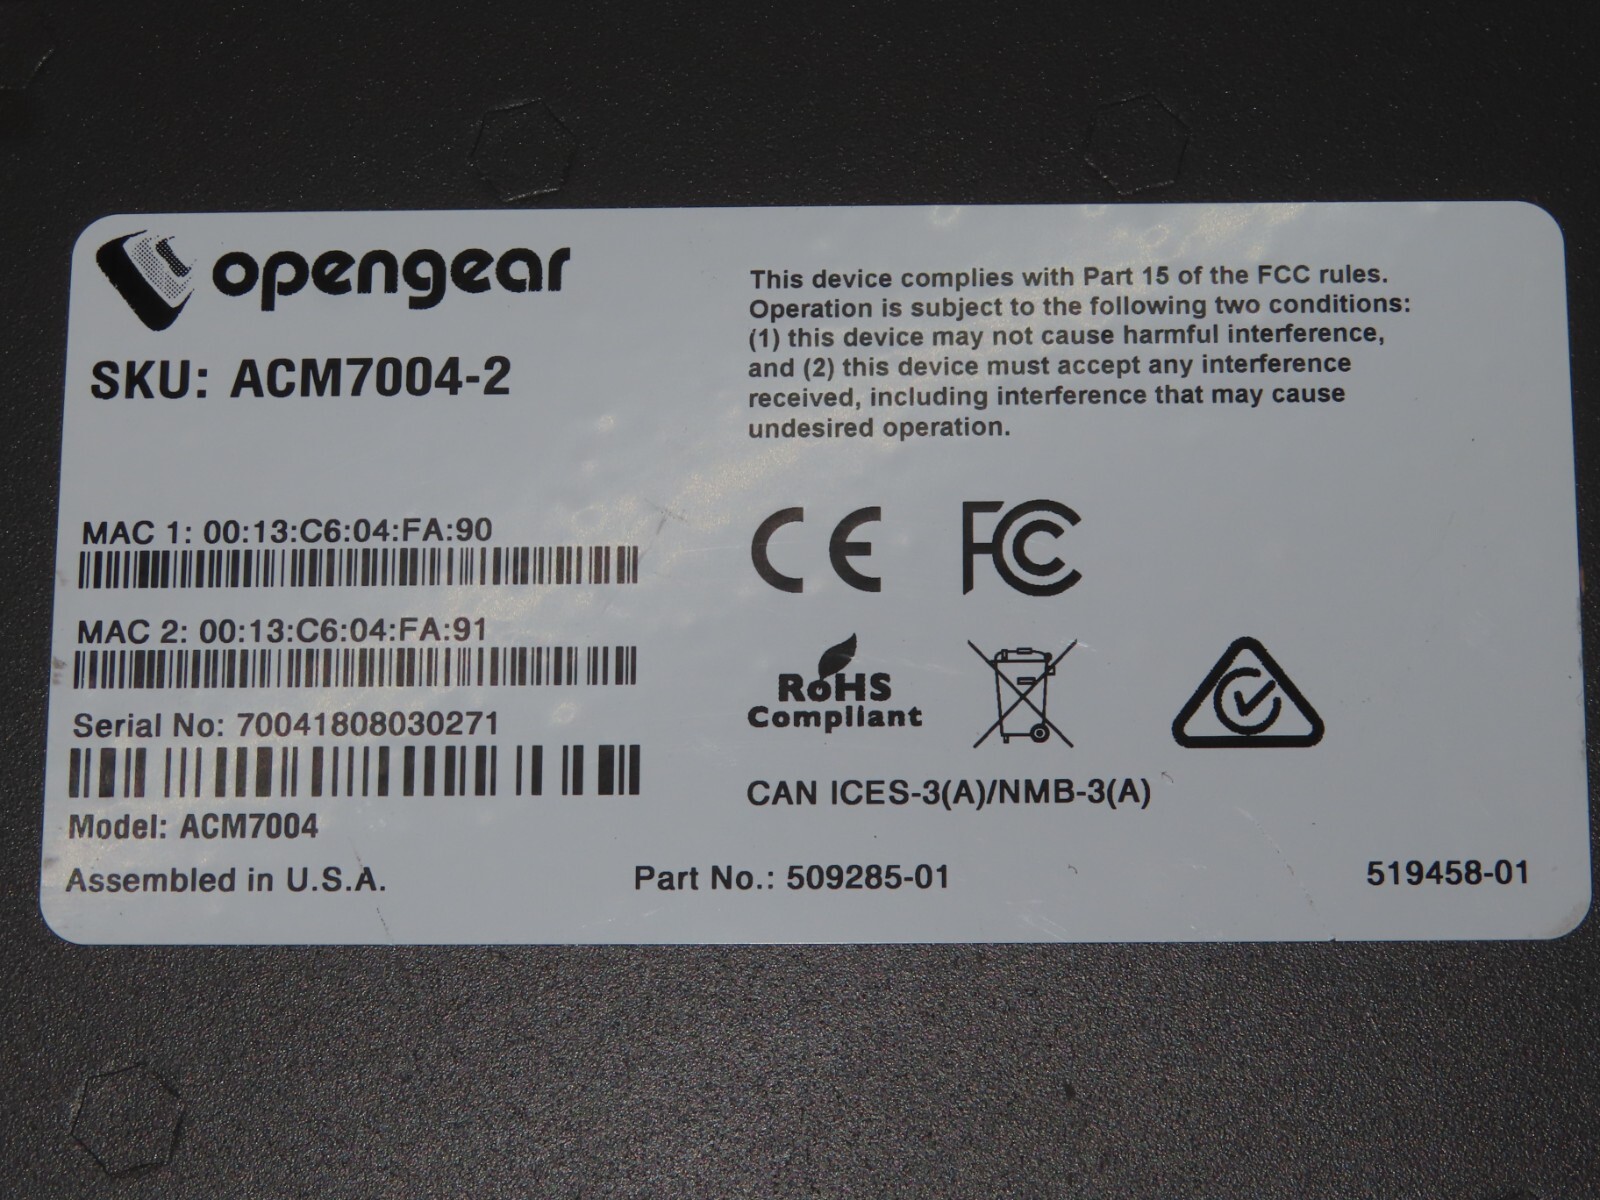 opengear
SKU: ACM7004-2
MAC 1: 00:13:C6:04:FA:90
MAC 2: 00:13:C6:04:FA:91
Serial No: 70041808030271
Model: ACM7004
Assembled in U.S.A.
This device complies with Part 15 of the FCC rules.
Operation is subject to the following two conditions:
(1) this device may not cause harmful interference,
and (2) this device must accept any interference
received, including interference that may cause
undesired operation.
CE FC
RoHS
Compliant
CAN ICES-3(A)/NMB-3(A)
Part No.: 509285-01
519458-01